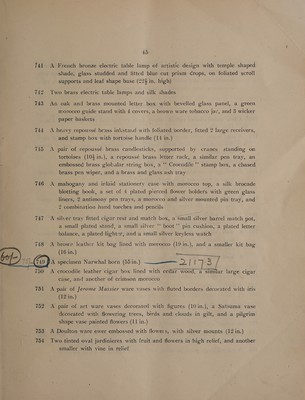 45
741 A French bronze electric table lamp of artistic design with temple shaped
shade, glass studded and fitted blue cut prism drops, on foliated scroll
supports and leaf shape base (22½ in. high)
742 Two brass electric table lamps and silk shades
743 An oak and brass mounted letter box with bevelled glass panel, a green
morocco guide stand with 4 covers, a brown ware tobacco jar, and 3 wicker
paper baskets
744 A heavy repoussé brass inkstand with foliated border, fitted 2 large receivers,
and stamp box with tortoise handle (14 in.)
745 A pair of repoussé brass candlesticks, supported by cranes standing on
tortoises (10½ in.), a repoussé brass letter rack, a similar pen tray, an
embossed brass globular string box, a " Crocodile " stamp box, a chased
brass pen wiper, and a brass and glass ash tray
746 A mahogany and inlaid stationery case with morocco top, a silk brocade
blotting book, a set of 4 plated pierced flower holders with green glass
liners, 2 antimony pen trays, a morocco and silver mounted pin tray, and
2 combination hand torches and pencils
747 A silver tray fitted cigar rest and match box, a small silver barrel match pot,
a small plated stand, a small silver " boot " pin cushion, a plated letter
balance, a plated lighter, and a small silver keyless watch
748 A brown leather kit bag lined with morocco (18 in.), and a smaller kit bag
(16 in.)
749 A specimen Narwhal horn (55 in.) 21173
750 A crocodile leather cigar box lined with cedar wood, a similar large cigar
case, and another of crimson morocco
751 A pair of Jerome Massier ware vases with fluted borders decorated with iris
(12 in.)
752 A pair of art ware vases decorated with figures (10 in.), a Satsuma vase
decorated with flowering trees, birds and clouds in gilt, and a pilgrim
shape vase painted flowers (11 in.)
753 A Doulton ware ewer embossed with flowers, with silver mounts (12 in.)
754 Two tinted oval jardinieres with fruit and flowers in high relief, and another
smaller with vine in relief